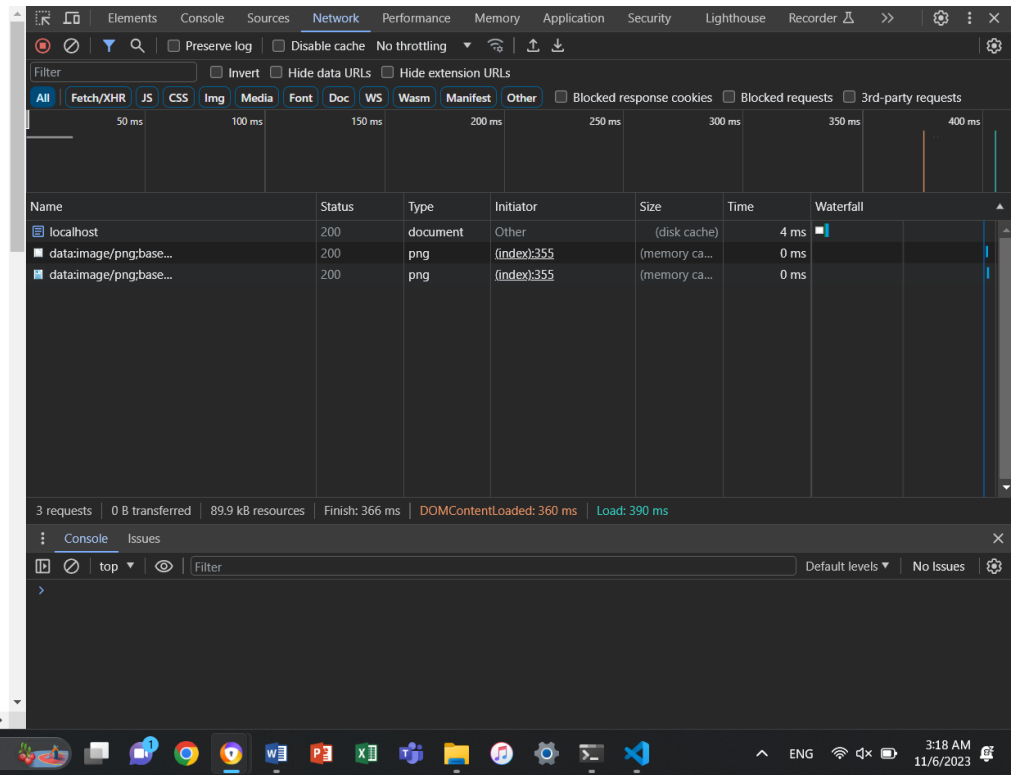 Elements Console Sources Network Performance Memory Application Security Lighthouse Recorder >>
Preserve log Disable cache No throttling
Filter Invert Hide data URLs Hide extension URLs
All Fetch/XHR JS CSS Img Media Font Doc WS Wasm Manifest Other Blocked response cookies Blocked requests 3rd-party requests
50 ms 100 ms 150 ms 200 ms 250 ms 300 ms 350 ms 400 ms
Name Status Type Initiator Size Time Waterfall
localhost 200 document Other (disk cache) 4 ms
data:image/png;base... 200 png (index):355 (memory ca... 0 ms
data:image/png;base... 200 png (index):355 (memory ca... 0 ms
3 requests 0 B transferred 89.9 kB resources Finish: 366 ms DOMContentLoaded: 360 ms Load: 390 ms
Console Issues
top Filter Default levels No Issues
>
1
ENG 3:18 AM
11/6/2023